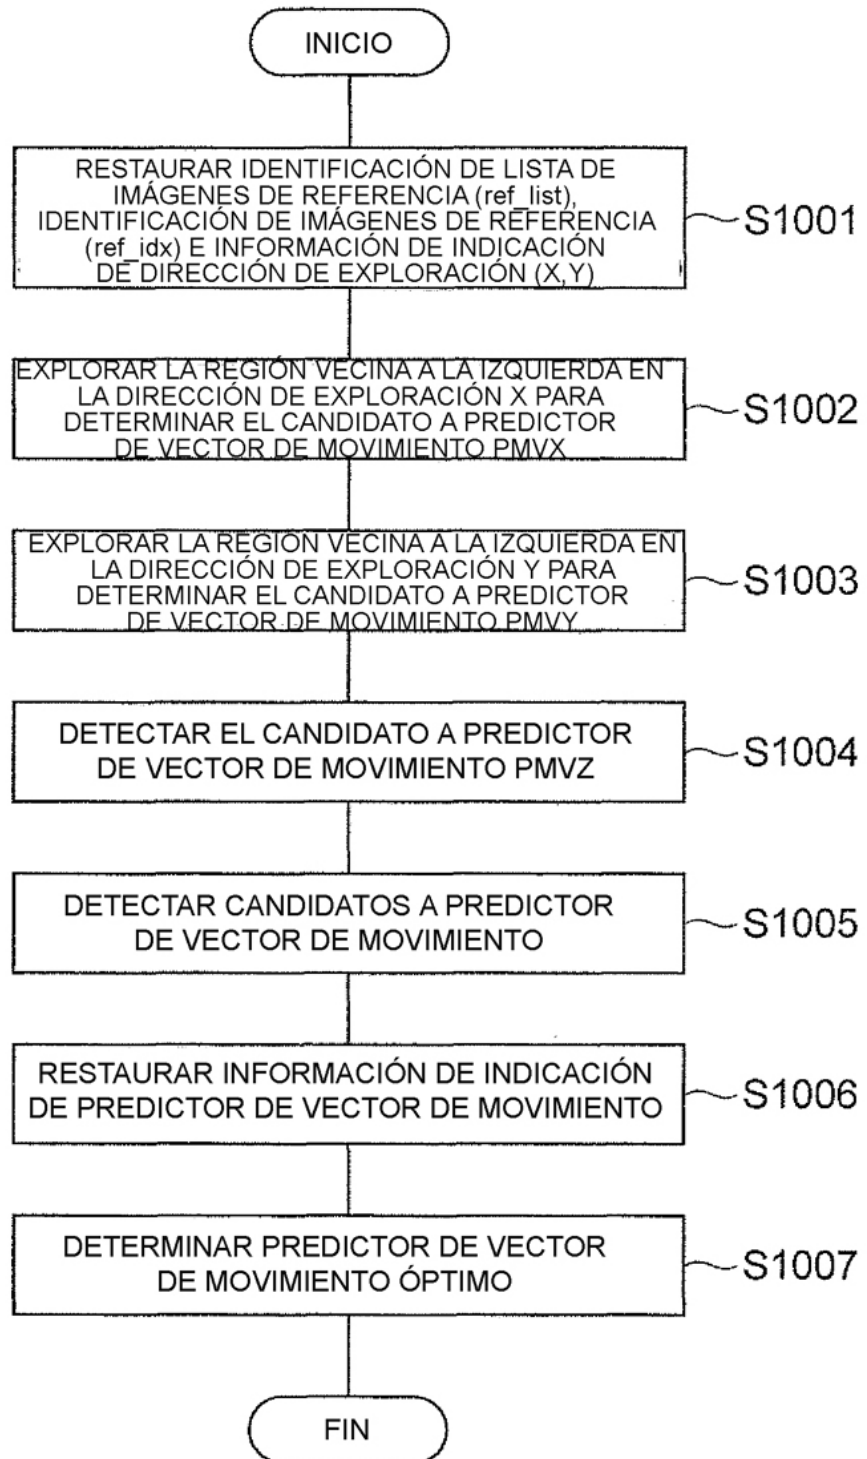 INICIO
RESTAURAR IDENTIFICACIÓN DE LISTA DE
IMÁGENES DE REFERENCIA (ref_list),
IDENTIFICACIÓN DE IMÁGENES DE REFERENCIA
(ref_idx) E INFORMACIÓN DE INDICACIÓN
DE DIRECCIÓN DE EXPLORACIÓN (X,Y)
S1001
EXPLORAR LA REGIÓN VECINA A LA IZQUIERDA EN
LA DIRECCIÓN DE EXPLORACIÓN X PARA
DETERMINAR EL CANDIDATO A PREDICTOR
DE VECTOR DE MOVIMIENTO PMVX
S1002
EXPLORAR LA REGIÓN VECINA A LA IZQUIERDA EN
LA DIRECCIÓN DE EXPLORACIÓN Y PARA
DETERMINAR EL CANDIDATO A PREDICTOR
DE VECTOR DE MOVIMIENTO PMVY
S1003
DETECTAR EL CANDIDATO A PREDICTOR
DE VECTOR DE MOVIMIENTO PMVZ
S1004
DETECTAR CANDIDATOS A PREDICTOR
DE VECTOR DE MOVIMIENTO
S1005
RESTAURAR INFORMACIÓN DE INDICACIÓN
DE PREDICTOR DE VECTOR DE MOVIMIENTO
S1006
DETERMINAR PREDICTOR DE VECTOR
DE MOVIMIENTO ÓPTIMO
S1007
FIN